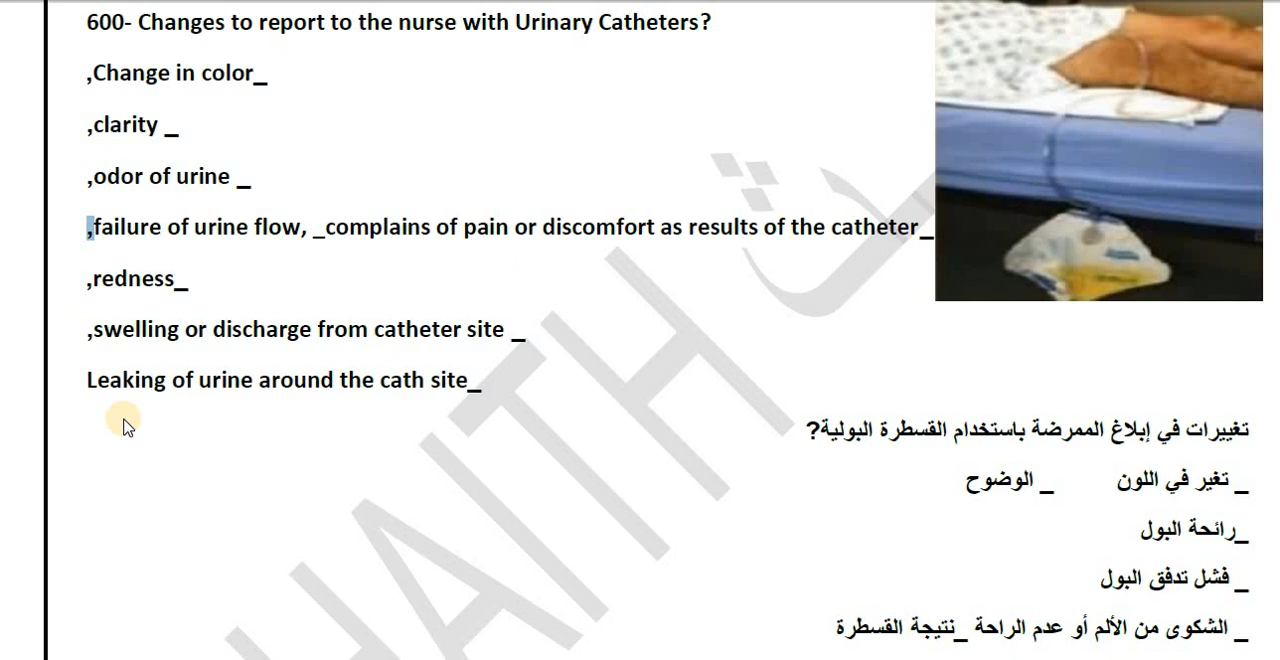 600- Changes to report to the nurse with Urinary Catheters?
,Change in color_
,clarity _
,odor of urine _
,failure of urine flow, _complains of pain or discomfort as results of the catheter_
,redness_
,swelling or discharge from catheter site _
Leaking of urine around the cath site_
تغييرات في إبلاغ الممرضة باستخدام القسطرة البولية?
_ تغير في اللون _ الوضوح
_رائحة البول
_ فشل تدفق البول
_ الشكوى من الألم أو عدم الراحة _نتيجة القسطرة